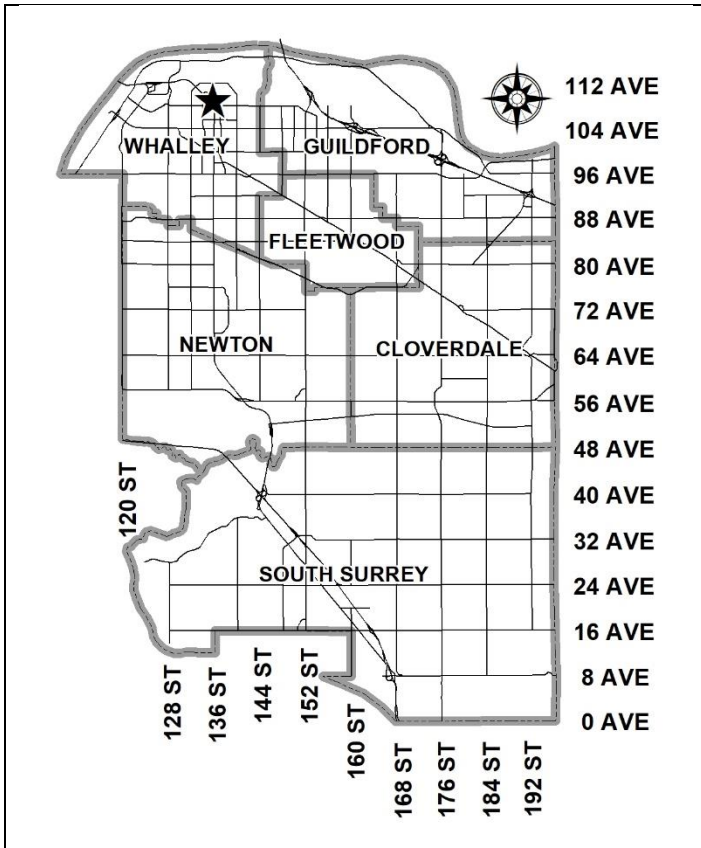 112 AVE
104 AVE
WHALLEY
GUILDFORD
96 AVE
88 AVE
FLEETWOOD
80 AVE
72 AVE
NEWTON
CLOVERDALE
64 AVE
56 AVE
48 AVE
120 ST
40 AVE
32 AVE
SOUTH SURREY
24 AVE
16 AVE
8 AVE
0 AVE
128 ST
136 ST
144 ST
152 ST
160 ST
168 ST
176 ST
184 ST
192 ST